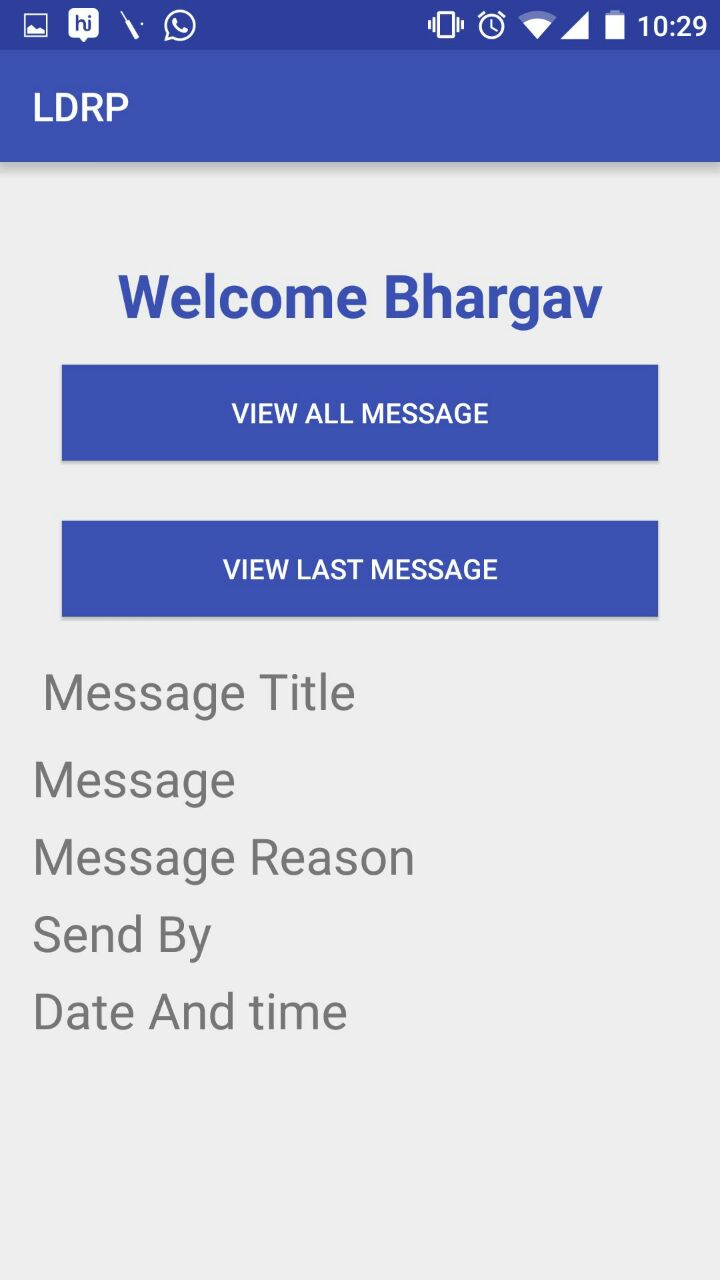 hi 10:29
LDRP
Welcome Bhargav
VIEW ALL MESSAGE
VIEW LAST MESSAGE
Message Title
Message
Message Reason
Send By
Date And time